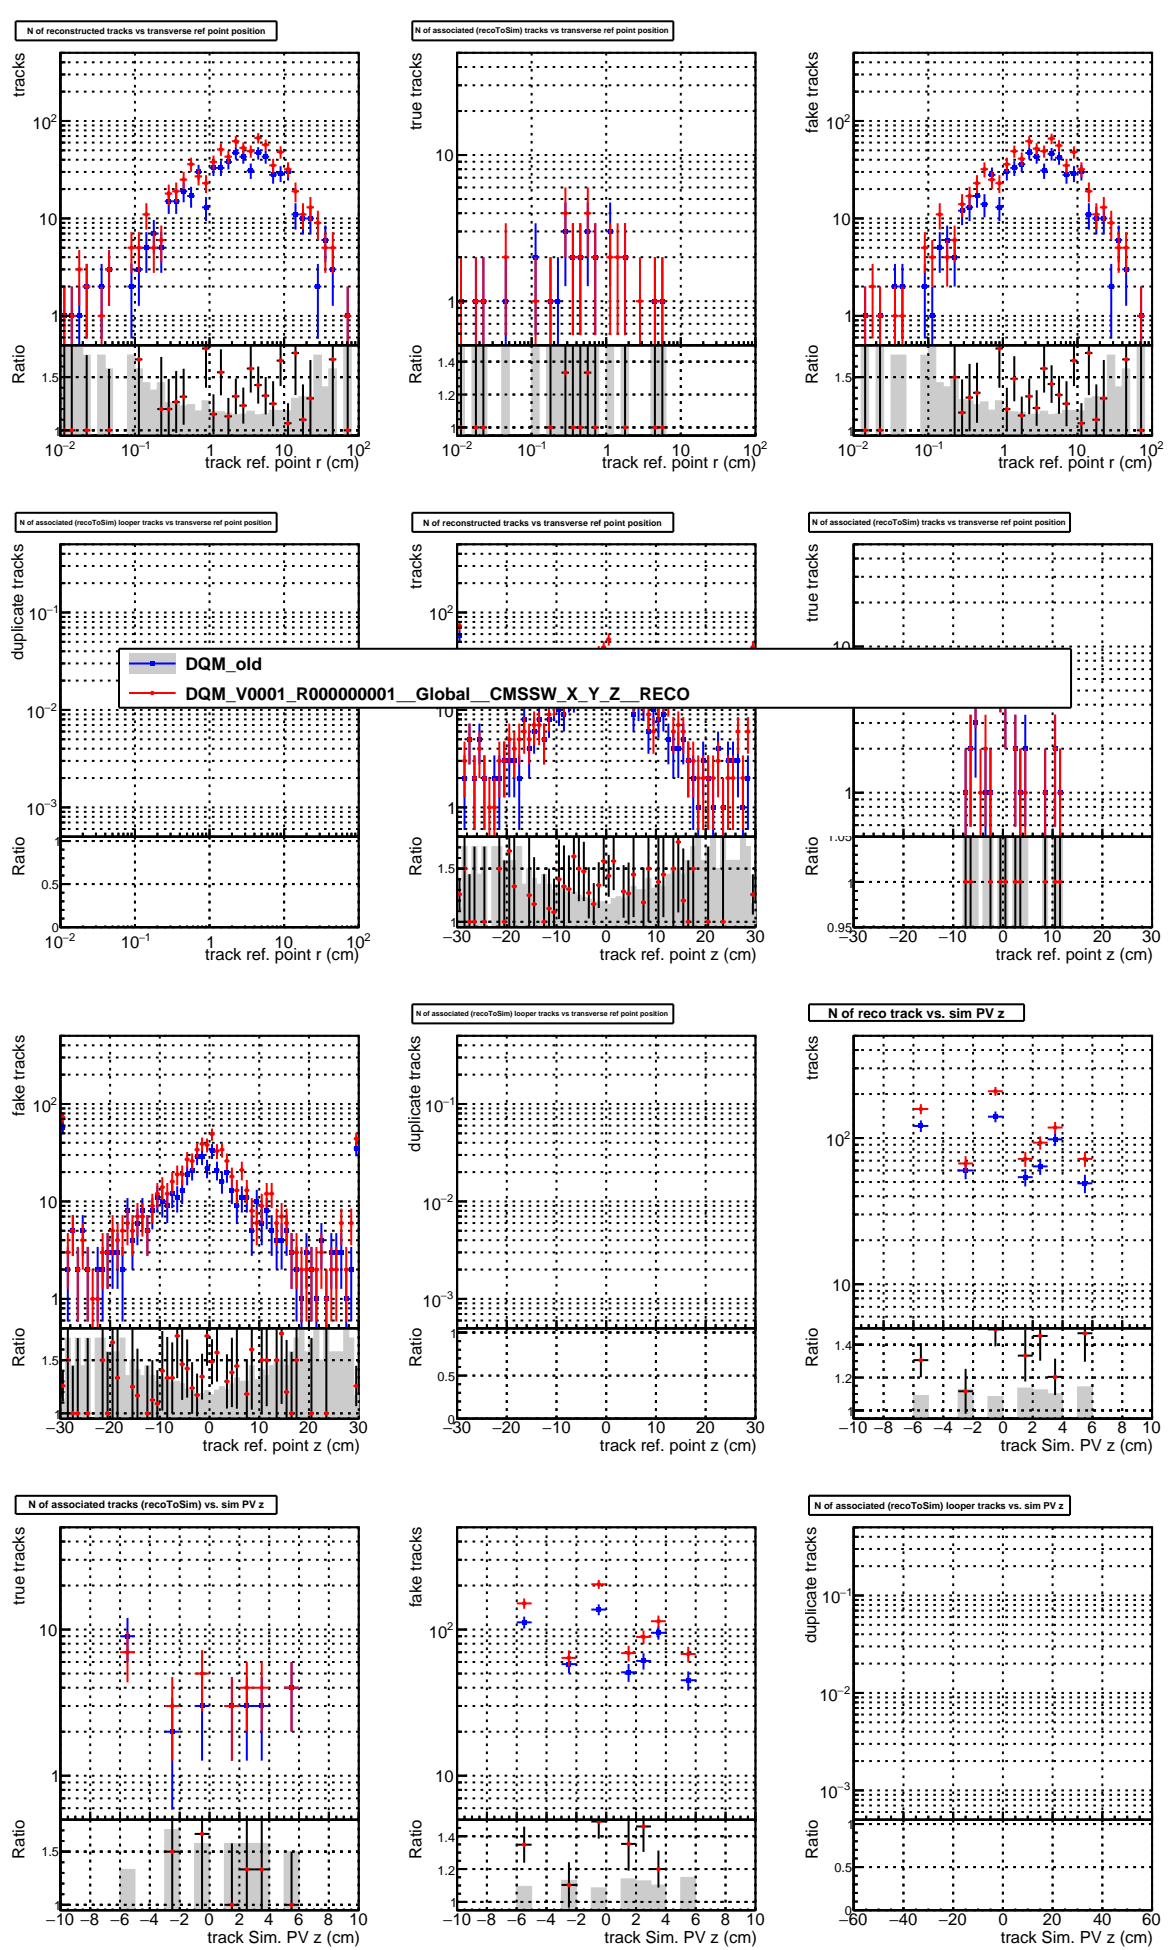 N of reconstructed tracks vs transverse ref point position
N of associated (recoToSim) tracks vs transverse ref point position
tracks
10²
10
1
Ratio
1.5
1
10⁻² 10⁻¹ 1 10 10²
track ref. point r (cm)
true tracks
10
1
Ratio
1.4
1.2
1
10⁻² 10⁻¹ 1 10 10²
track ref. point r (cm)
fake tracks
10²
10
1
Ratio
1.5
1
10⁻² 10⁻¹ 1 10 10²
track ref. point r (cm)
N of associated (recoToSim) looper tracks vs transverse ref point position
N of reconstructed tracks vs transverse ref point position
N of associated (recoToSim) tracks vs transverse ref point position
duplicate tracks
10⁻¹
10⁻²
10⁻³
Ratio
1
0.5
0
10⁻² 10⁻¹ 1 10 10²
track ref. point r (cm)
tracks
10²
10
1
Ratio
1.5
1
−30 −20 −10 0 10 20 30
track ref. point z (cm)
true tracks
10
1
Ratio
1.05
1
0.95
−30 −20 −10 0 10 20 30
track ref. point z (cm)
DQM_old
DQM_V0001_R000000001__Global__CMSSW_X_Y_Z__RECO
N of associated (recoToSim) looper tracks vs transverse ref point position
N of reco track vs. sim PV z
fake tracks
10²
10
1
Ratio
1.5
1
−30 −20 −10 0 10 20 30
track ref. point z (cm)
duplicate tracks
10⁻¹
10⁻²
10⁻³
Ratio
1
0.5
0
−30 −20 −10 0 10 20 30
track ref. point z (cm)
tracks
10²
10
Ratio
1.4
1.2
1
−10 −8 −6 −4 −2 0 2 4 6 8 10
track Sim. PV z (cm)
N of associated tracks (recoToSim) vs. sim PV z
N of associated (recoToSim) looper tracks vs. sim PV z
true tracks
10
1
Ratio
1.5
1
−10 −8 −6 −4 −2 0 2 4 6 8 10
track Sim. PV z (cm)
fake tracks
10²
10
Ratio
1.4
1.2
1
−10 −8 −6 −4 −2 0 2 4 6 8 10
track Sim. PV z (cm)
duplicate tracks
10⁻¹
10⁻²
10⁻³
Ratio
1
0.5
0
−60 −40 −20 0 20 40 60
track Sim. PV z (cm)